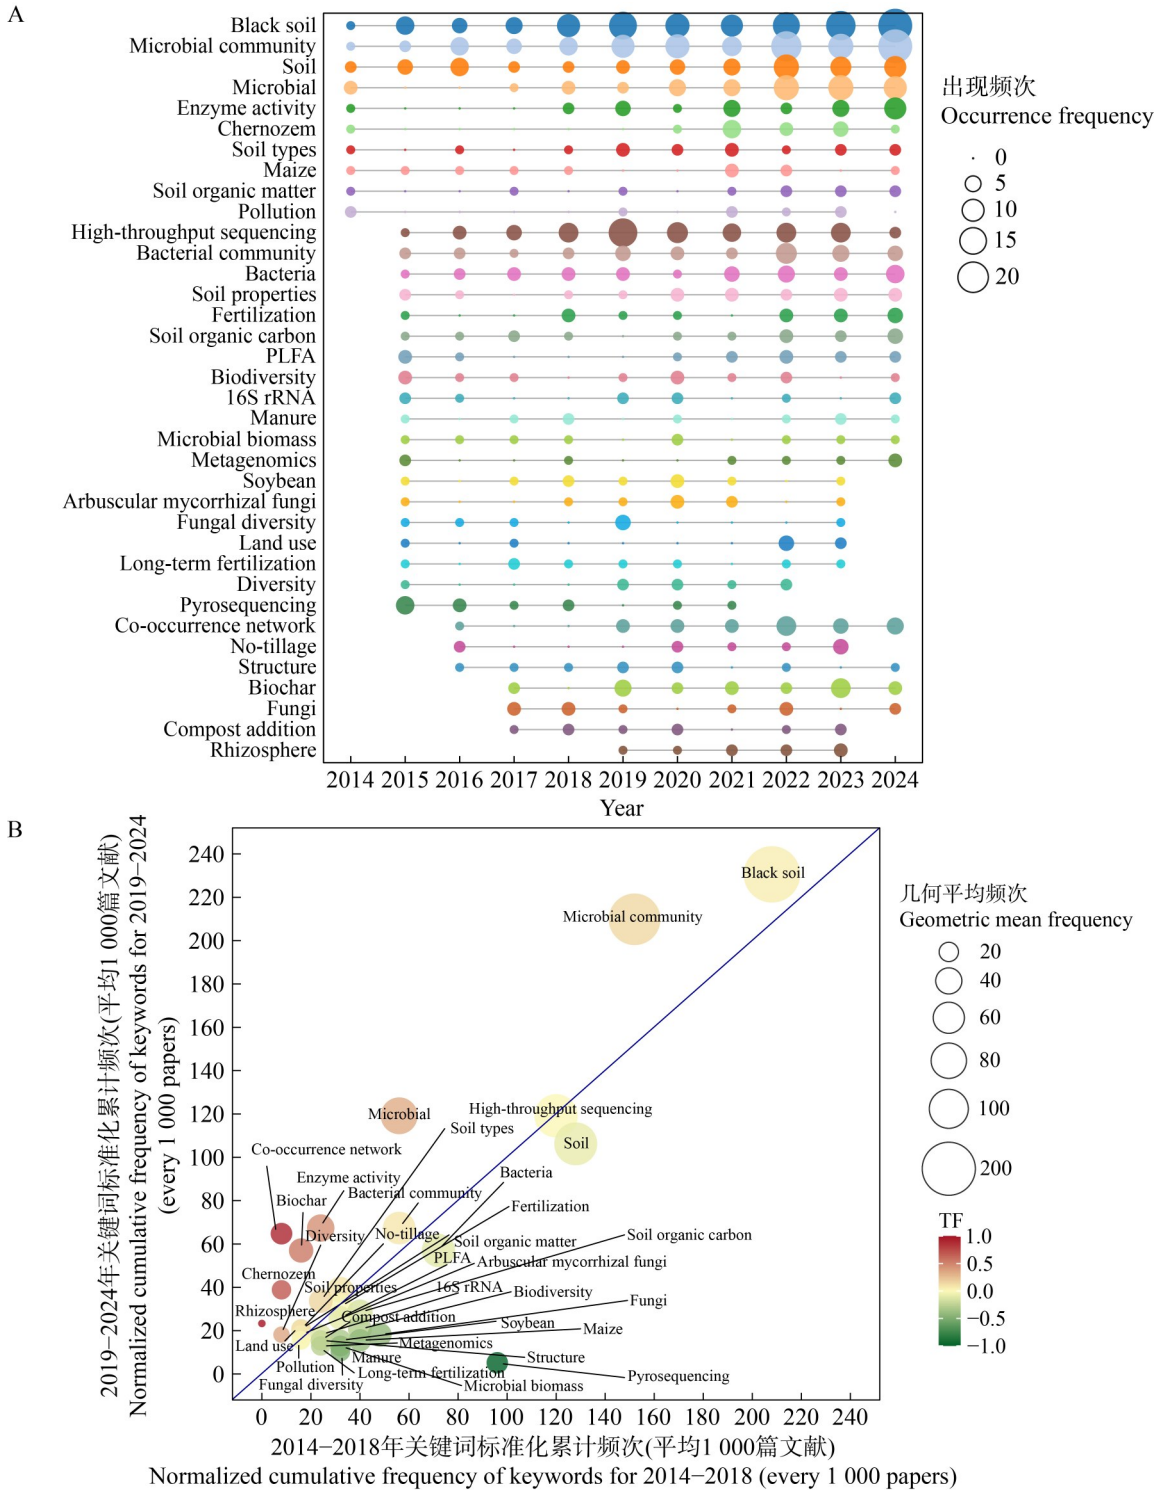 A
Black soil
Microbial community
Soil
Microbial
Enzyme activity
Chernozem
Soil types
Maize
Soil organic matter
Pollution
High-throughput sequencing
Bacterial community
Bacteria
Soil properties
Fertilization
Soil organic carbon
PLFA
Biodiversity
16S rRNA
Manure
Microbial biomass
Metagenomics
Soybean
Arbuscular mycorrhizal fungi
Fungal diversity
Land use
Long-term fertilization
Diversity
Pyrosequencing
Co-occurrence network
No-tillage
Structure
Biochar
Fungi
Compost addition
Rhizosphere
2014 2015 2016 2017 2018 2019 2020 2021 2022 2023 2024
Year
出现频次
Occurrence frequency
0
5
10
15
20
B
2019−2024年关键词标准化累计频次(平均1 000篇文献)
Normalized cumulative frequency of keywords for 2019−2024
(every 1 000 papers)
240
220
200
180
160
140
120
100
80
60
40
20
0
Black soil
Microbial community
Microbial
High-throughput sequencing
Soil types
Soil
Co-occurrence network
Bacteria
Enzyme activity
Bacterial community
Biochar
Fertilization
Diversity
No-tillage
Soil organic matter
Soil organic carbon
PLFA
Arbuscular mycorrhizal fungi
Chernozem
Soil properties
16S rRNA
Biodiversity
Fungi
Rhizosphere
Compost addition
Soybean
Maize
Land use
Metagenomics
Structure
Pollution
Manure
Long-term fertilization
Pyrosequencing
Fungal diversity
Microbial biomass
0 20 40 60 80 100 120 140 160 180 200 220 240
2014−2018年关键词标准化累计频次(平均1 000篇文献)
Normalized cumulative frequency of keywords for 2014−2018 (every 1 000 papers)
几何平均频次
Geometric mean frequency
20
40
60
80
100
200
TF
1.0
0.5
0.0
−0.5
−1.0